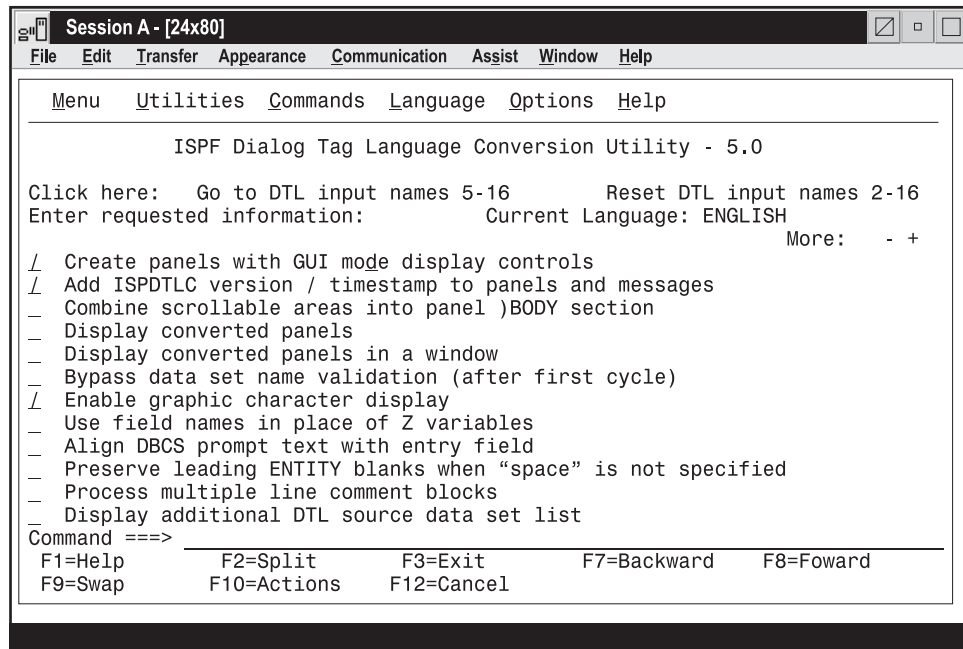 Session A - [24x80]
File Edit Transfer Appearance Communication Assist Window Help
Menu Utilities Commands Language Options Help
ISPF Dialog Tag Language Conversion Utility - 5.0
Click here: Go to DTL input names 5-16 Reset DTL input names 2-16
Enter requested information: Current Language: ENGLISH
More: - +
/ Create panels with GUI mode display controls
/ Add ISPDTLC version / timestamp to panels and messages
_ Combine scrollable areas into panel )BODY section
_ Display converted panels
_ Display converted panels in a window
_ Bypass data set name validation (after first cycle)
/ Enable graphic character display
_ Use field names in place of Z variables
_ Align DBCS prompt text with entry field
_ Preserve leading ENTITY blanks when “space” is not specified
_ Process multiple line comment blocks
_ Display additional DTL source data set list
Command ===>
F1=Help F2=Split F3=Exit F7=Backward F8=Foward
F9=Swap F10=Actions F12=Cancel